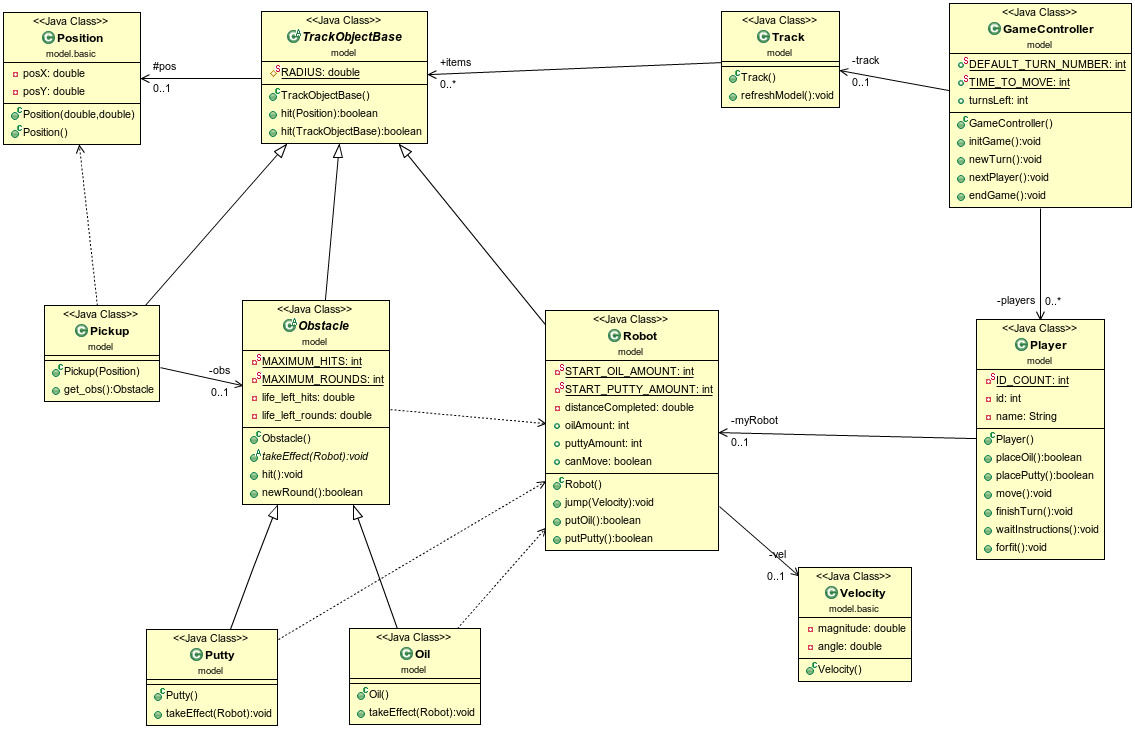 <<Java Class>>
Position
model.basic
posX: double
posY: double
Position(double,double)
Position()
#pos
0..1
<<Java Class>>
TrackObjectBase
model
RADIUS: double
TrackObjectBase()
hit(Position):boolean
hit(TrackObjectBase):boolean
+items
0..*
<<Java Class>>
Track
model
Track()
refreshModel():void
-track
0..1
<<Java Class>>
GameController
model
DEFAULT_TURN_NUMBER: int
TIME_TO_MOVE: int
turnsLeft: int
GameController()
initGame():void
newTurn():void
nextPlayer():void
endGame():void
-players
0..*
<<Java Class>>
Pickup
model
Pickup(Position)
get_obs():Obstacle
-obs
0..1
<<Java Class>>
Obstacle
model
MAXIMUM_HITS: int
MAXIMUM_ROUNDS: int
life_left_hits: double
life_left_rounds: double
Obstacle()
takeEffect(Robot):void
hit():void
newRound():boolean
<<Java Class>>
Robot
model
START_OIL_AMOUNT: int
START_PUTTY_AMOUNT: int
distanceCompleted: double
oilAmount: int
puttyAmount: int
canMove: boolean
Robot()
jump(Velocity):void
putOil():boolean
putPutty():boolean
-myRobot
0..1
<<Java Class>>
Player
model
ID_COUNT: int
id: int
name: String
Player()
placeOil():boolean
placePutty():boolean
move():void
finishTurn():void
waitInstructions():void
forfit():void
-vel
0..1
<<Java Class>>
Velocity
model.basic
magnitude: double
angle: double
Velocity()
<<Java Class>>
Putty
model
Putty()
takeEffect(Robot):void
<<Java Class>>
Oil
model
Oil()
takeEffect(Robot):void